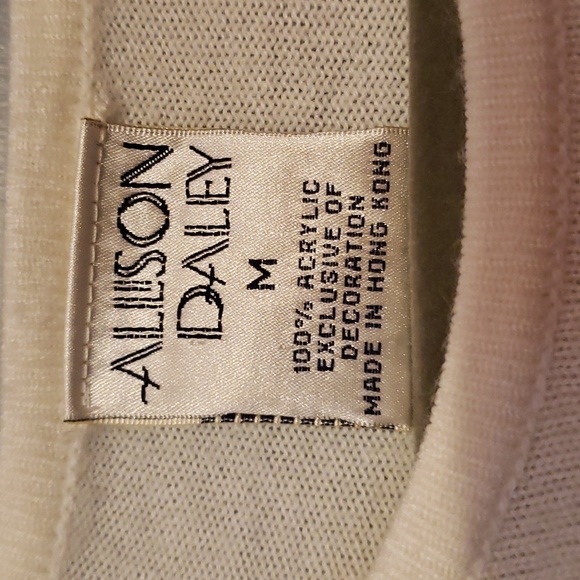 ALLISON
DALEY
M
100% ACRYLIC
EXCLUSIVE OF
DECORATION
MADE IN HONG KONG